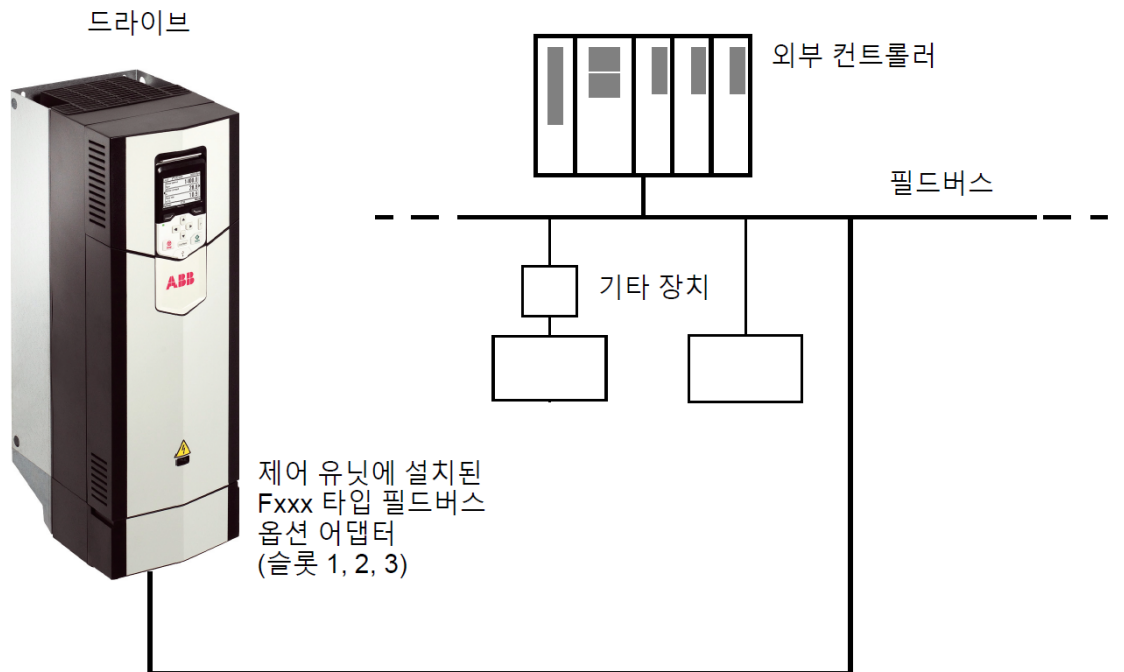 드라이브
외부 컨트롤러
필드버스
기타 장치
ABB
제어 유닛에 설치된
Fxxx 타입 필드버스
옵션 어댑터
(슬롯 1, 2, 3)